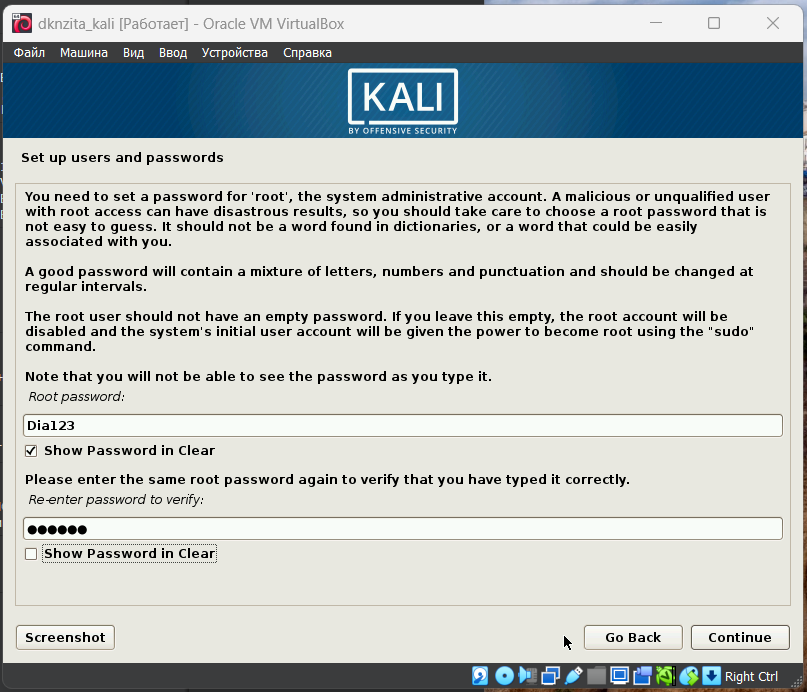 dknzita_kali [Работает] - Oracle VM VirtualBox
Файл Машина Вид Ввод Устройства Справка
KALI
BY OFFENSIVE SECURITY
Set up users and passwords
You need to set a password for 'root', the system administrative account. A malicious or unqualified user
with root access can have disastrous results, so you should take care to choose a root password that is
not easy to guess. It should not be a word found in dictionaries, or a word that could be easily
associated with you.
A good password will contain a mixture of letters, numbers and punctuation and should be changed at
regular intervals.
The root user should not have an empty password. If you leave this empty, the root account will be
disabled and the system's initial user account will be given the power to become root using the "sudo"
command.
Note that you will not be able to see the password as you type it.
Root password:
Dia123
Show Password in Clear
Please enter the same root password again to verify that you have typed it correctly.
Re-enter password to verify:
●●●●●●
Show Password in Clear
Screenshot Go Back Continue
Right Ctrl